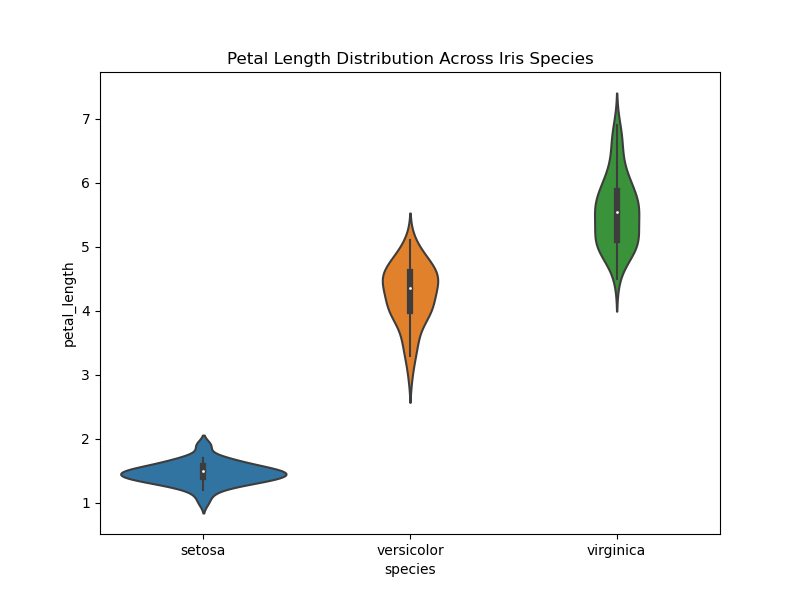 Petal Length Distribution Across Iris Species
petal_length
7
6
5
4
3
2
1
setosa
versicolor
virginica
species